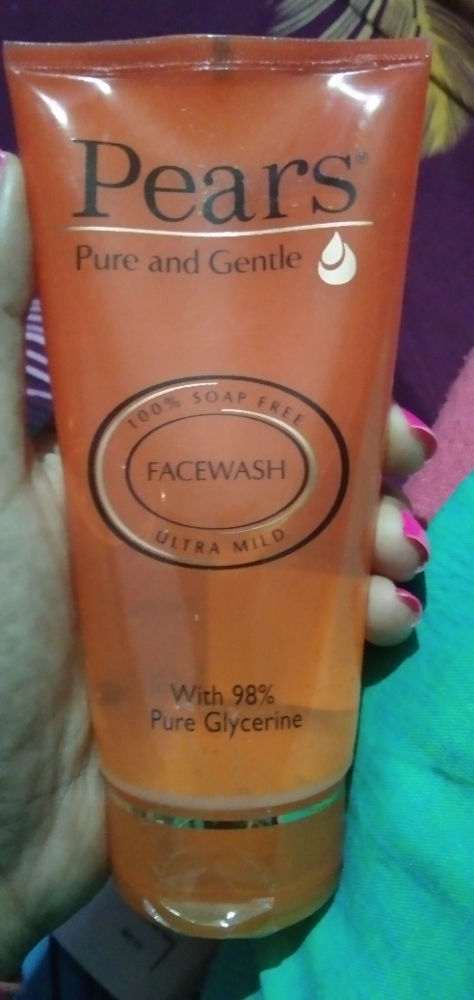 Pears®
Pure and Gentle
100% SOAP FREE
FACEWASH
ULTRA MILD
With 98%
Pure Glycerine